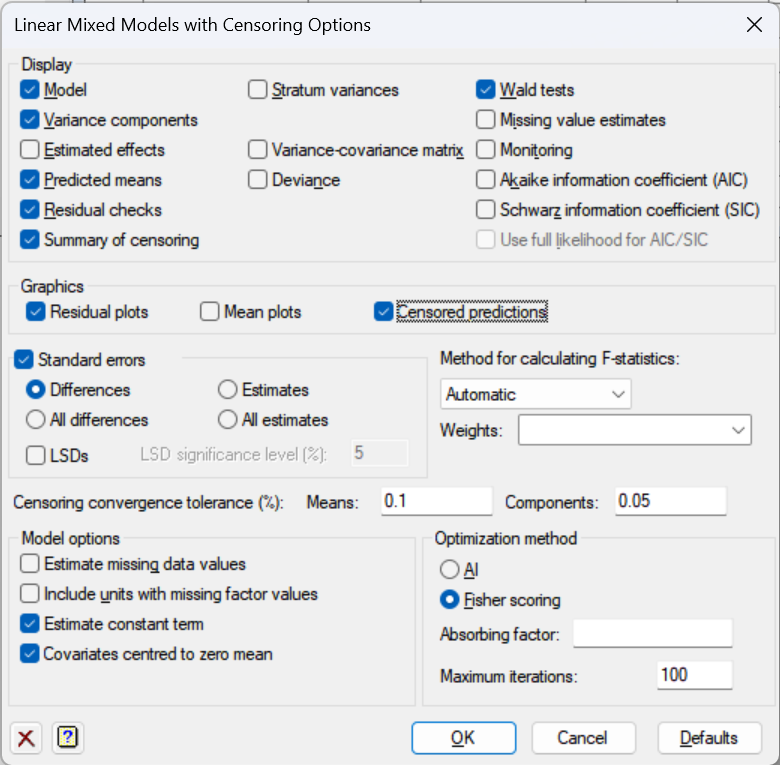 Linear Mixed Models with Censoring Options
Display
Model
Stratum variances
Wald tests
Variance components
Missing value estimates
Estimated effects
Variance-covariance matrix
Monitoring
Predicted means
Deviance
Akaike information coefficient (AIC)
Residual checks
Schwarz information coefficient (SIC)
Summary of censoring
Use full likelihood for AIC/SIC
Graphics
Residual plots
Mean plots
Censored predictions
Standard errors
Differences
Estimates
All differences
All estimates
LSDs
LSD significance level (%):
5
Method for calculating F-statistics:
Automatic
Weights:
Censoring convergence tolerance (%):
Means:
0.1
Components:
0.05
Model options
Estimate missing data values
Include units with missing factor values
Estimate constant term
Covariates centred to zero mean
Optimization method
AI
Fisher scoring
Absorbing factor:
Maximum iterations:
100
?
OK
Cancel
Defaults